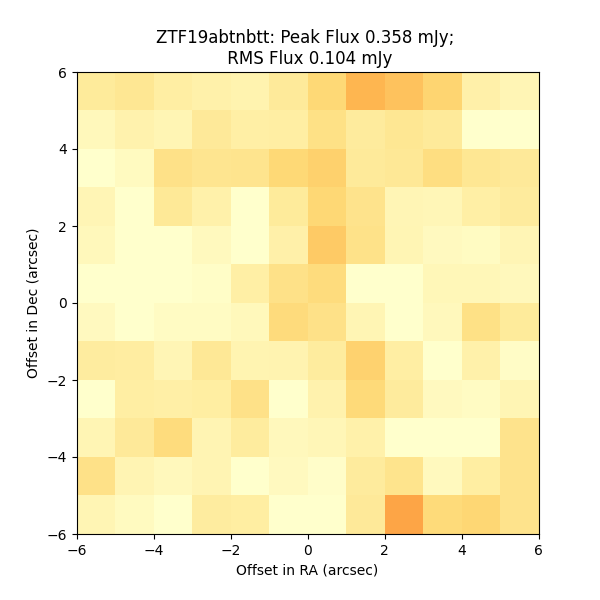 ZTF19abtnbtt: Peak Flux 0.358 mJy;
RMS Flux 0.104 mJy
6
4
2
0
−2
−4
−6
Offset in Dec (arcsec)
−6 −4 −2 0 2 4 6
Offset in RA (arcsec)